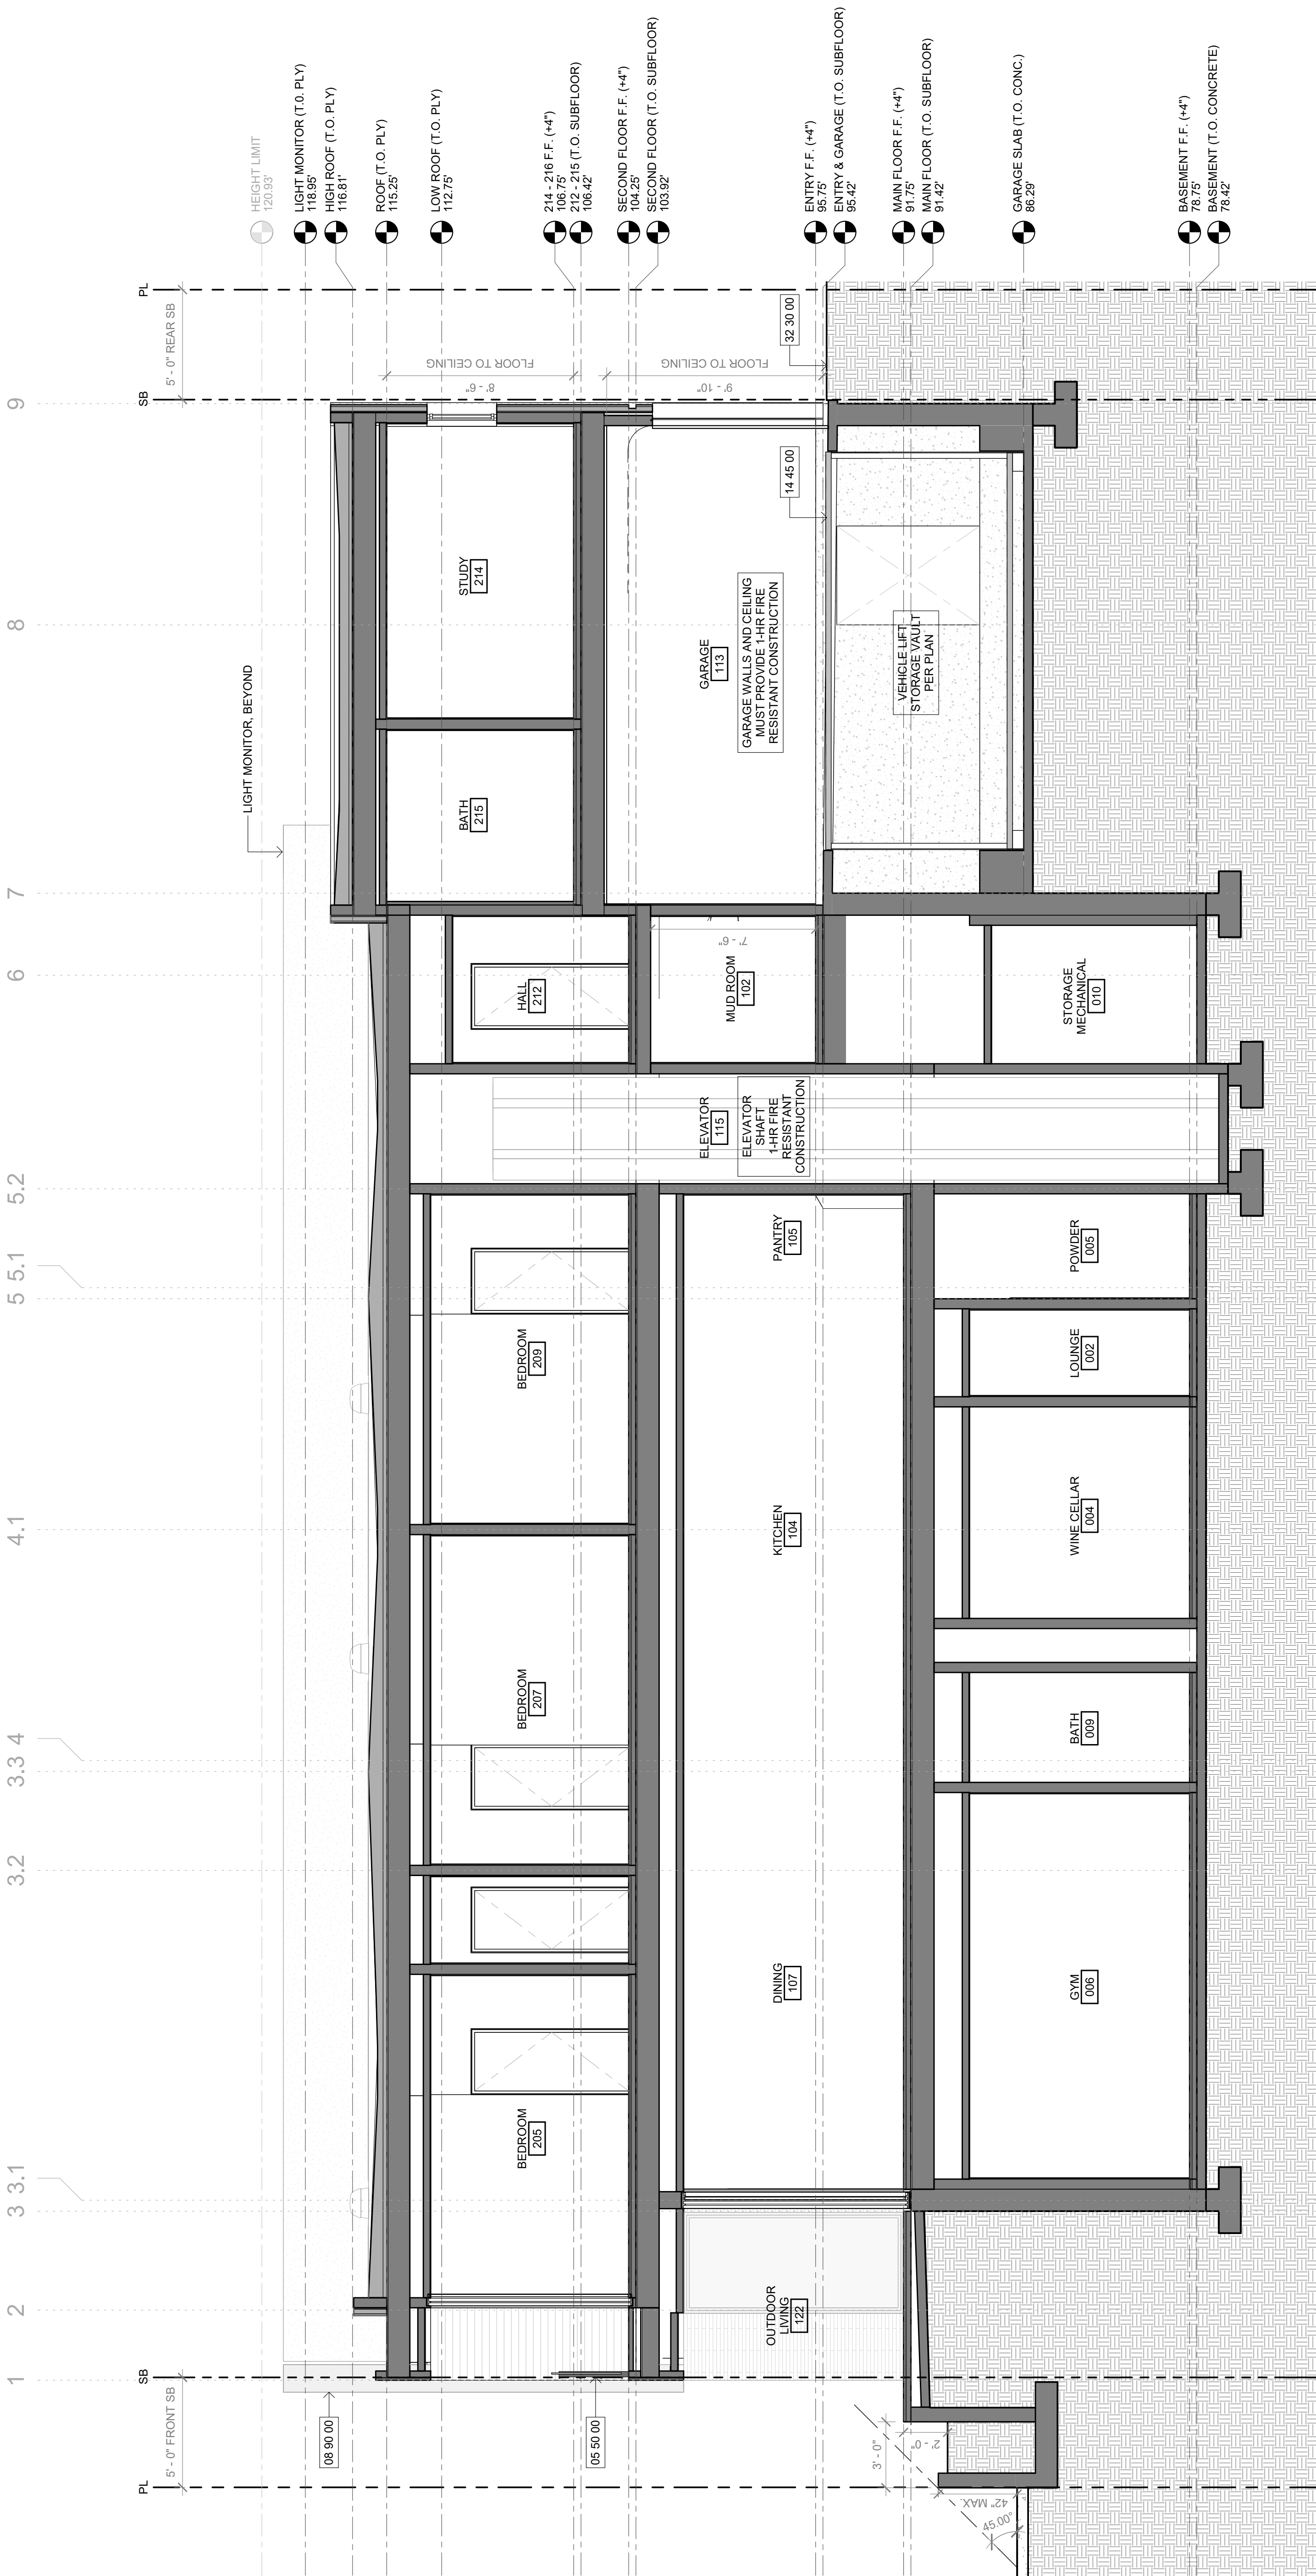 HEIGHT LIMIT
120.93'
LIGHT MONITOR (T.0. PLY)
118.95'
HIGH ROOF (T.O. PLY)
116.81'
ROOF (T.O. PLY)
115.25'
LOW ROOF (T.O. PLY)
112.75'
214 - 216 F.F. (+4")
106.75'
212 - 215 (T.O. SUBFLOOR)
106.42'
SECOND FLOOR F.F. (+4")
104.25'
SECOND FLOOR (T.O. SUBFLOOR)
103.92'
ENTRY F.F. (+4")
95.75'
ENTRY & GARAGE (T.O. SUBFLOOR)
95.42'
MAIN FLOOR F.F. (+4")
91.75'
MAIN FLOOR (T.O. SUBFLOOR)
91.42'
GARAGE SLAB (T.O. CONC.)
86.29'
BASEMENT F.F. (+4")
78.75'
BASEMENT (T.O. CONCRETE)
78.42'
1
2
3
3.1
3.2
3.3
4
4.1
5
5.1
5.2
6
7
8
9
PL
5' - 0" REAR SB
SB
PL
5' - 0" FRONT SB
SB
LIGHT MONITOR, BEYOND
8' - 6"
FLOOR TO CEILING
9' - 10"
FLOOR TO CEILING
32 30 00
14 45 00
08 90 00
05 50 00
STUDY
214
BATH
215
HALL
212
BEDROOM
209
BEDROOM
207
BEDROOM
205
GARAGE
113
GARAGE WALLS AND CEILING
MUST PROVIDE 1-HR FIRE
RESISTANT CONSTRUCTION
VEHICLE LIFT
STORAGE VAULT
PER PLAN
7' - 6"
MUD ROOM
102
ELEVATOR
115
ELEVATOR
SHAFT
1-HR FIRE
RESISTANT
CONSTRUCTION
PANTRY
105
KITCHEN
104
DINING
107
OUTDOOR
LIVING
122
STORAGE
MECHANICAL
010
POWDER
005
LOUNGE
002
WINE CELLAR
004
BATH
009
GYM
006
3' - 0"
2' - 0"
42" MAX.
45.00°